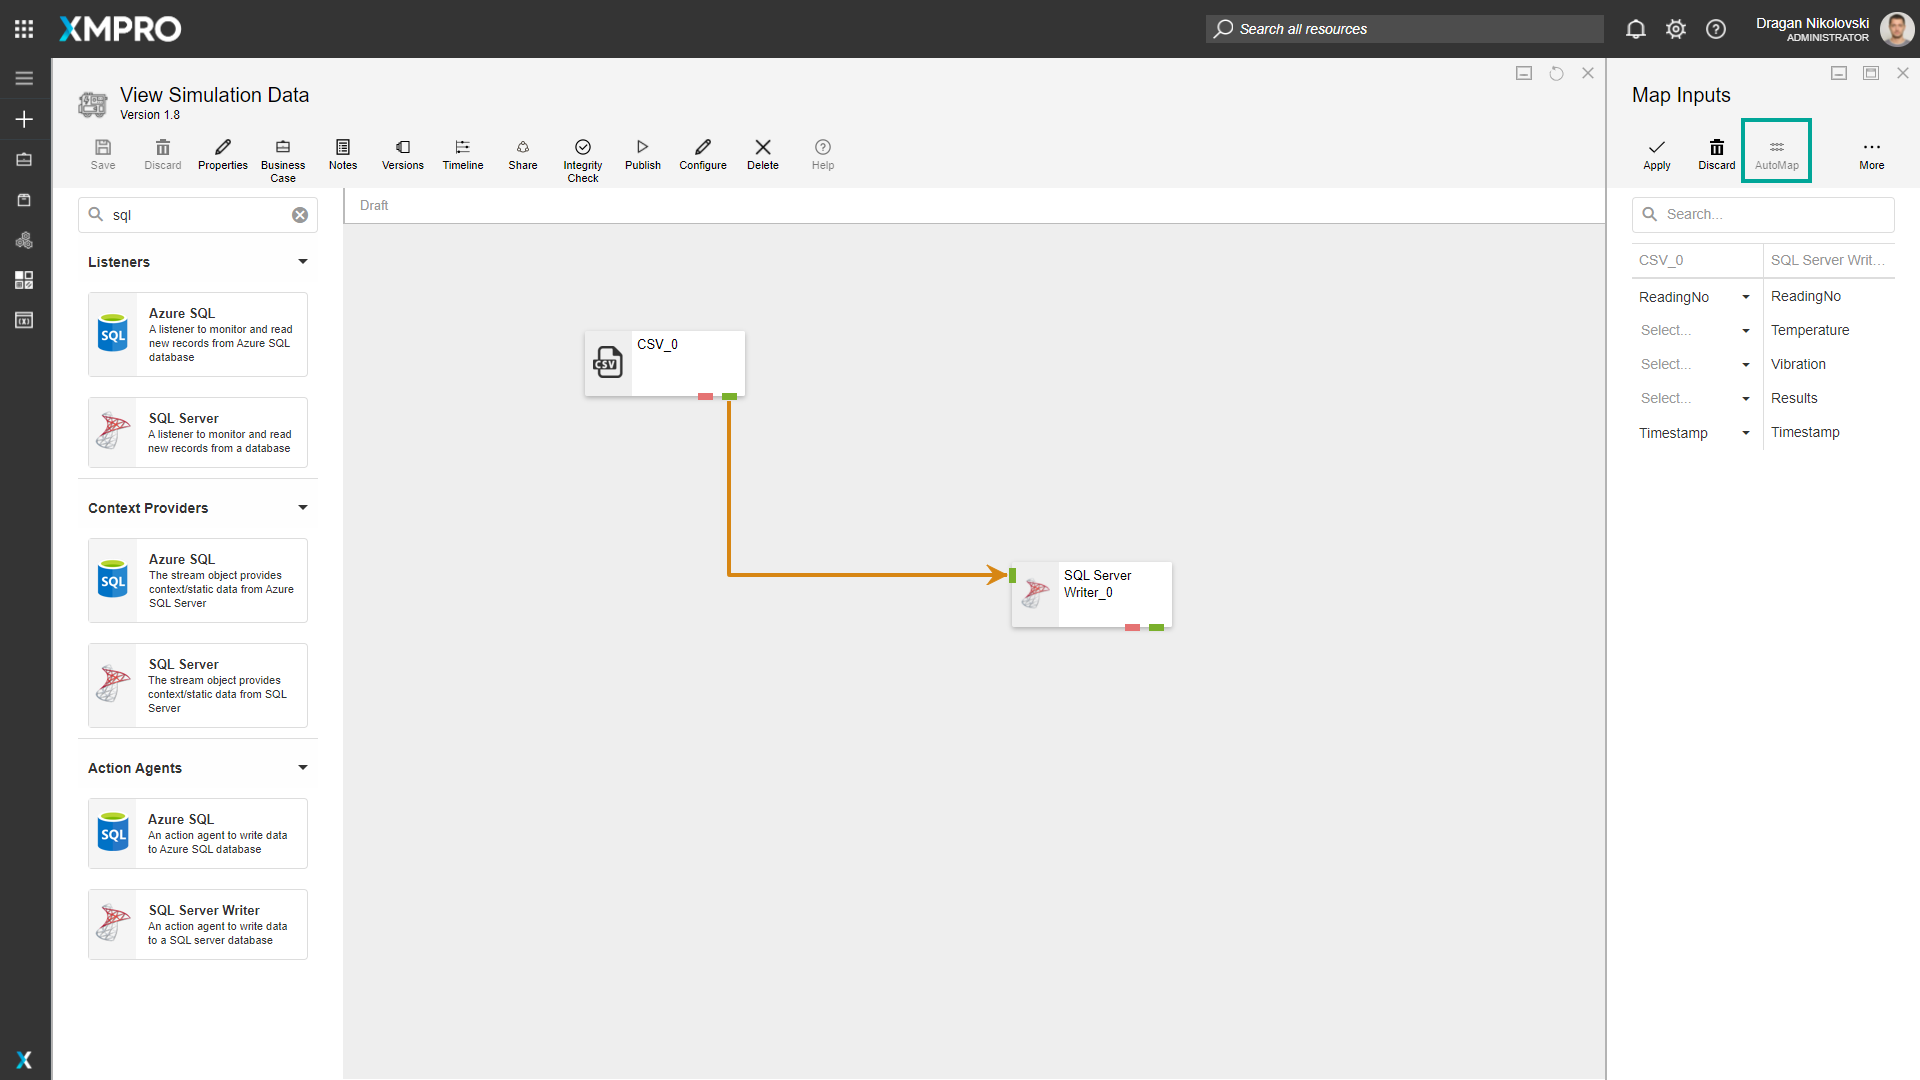 XMPRO
Search all resources
Dragan Nikolovski
ADMINISTRATOR
View Simulation Data
Version 1.8
Save
Discard
Properties
Business
Case
Notes
Versions
Timeline
Share
Integrity
Check
Publish
Configure
Delete
Help
sql
Listeners
Azure SQL
A listener to monitor and read
new records from Azure SQL
database
SQL
SQL Server
A listener to monitor and read
new records from a database
Context Providers
Azure SQL
The stream object provides
context/static data from Azure
SQL Server
SQL
SQL Server
The stream object provides
context/static data from SQL
Server
Action Agents
Azure SQL
An action agent to write data
to Azure SQL database
SQL
SQL Server Writer
An action agent to write data
to a SQL server database
Draft
CSV_0
CSV
SQL Server
Writer_0
Map Inputs
Apply
Discard
AutoMap
More
Search...
CSV_0
SQL Server Writ...
ReadingNo
ReadingNo
Select...
Temperature
Select...
Vibration
Select...
Results
Timestamp
Timestamp